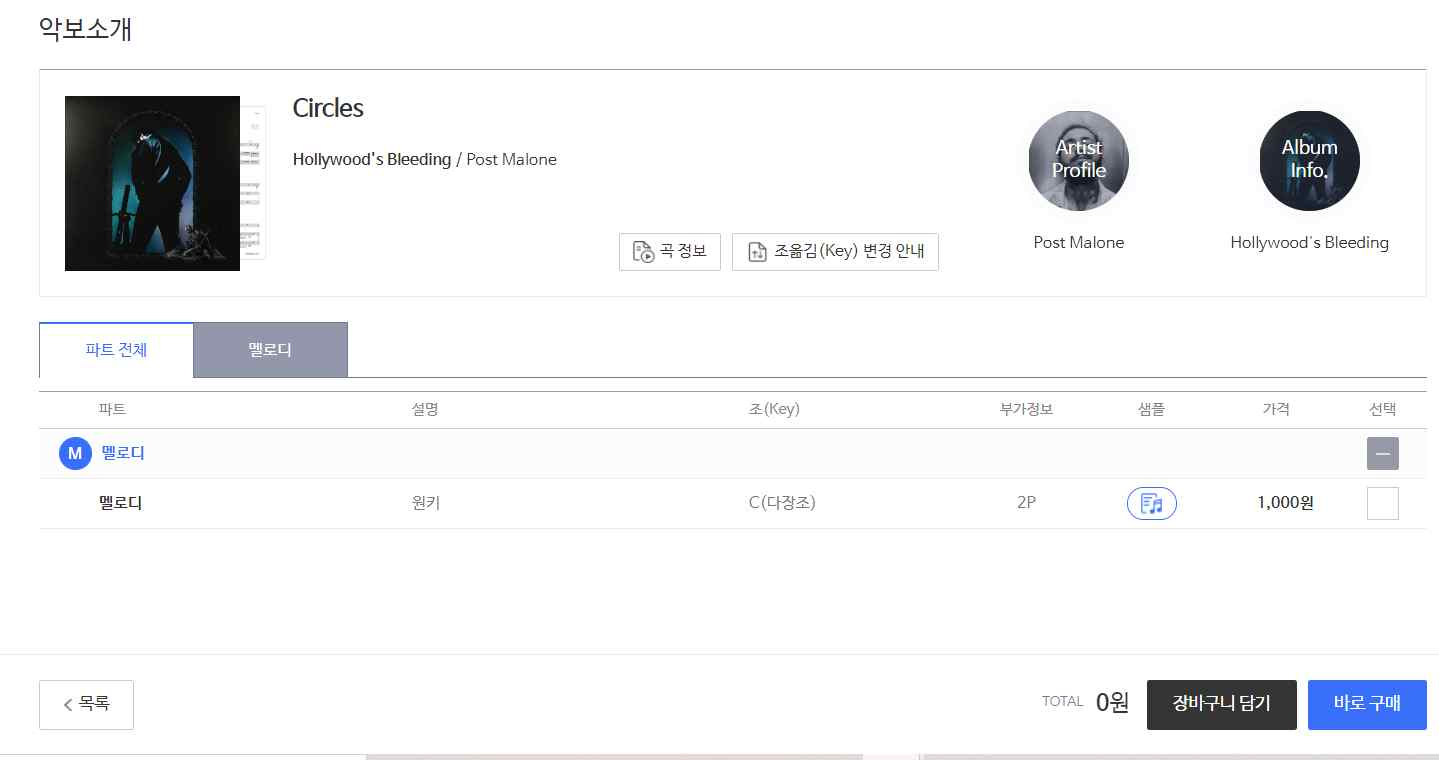 악보소개
Circles
Hollywood's Bleeding / Post Malone
곡 정보
조옮김(Key) 변경 안내
Artist
Profile
Post Malone
Album
Info.
Hollywood's Bleeding
파트 전체
멜로디
파트 설명 조(Key) 부가정보 샘플 가격 선택
M 멜로디
멜로디 원키 C(다장조) 2P 1,000원
< 목록
TOTAL 0원
장바구니 담기
바로 구매